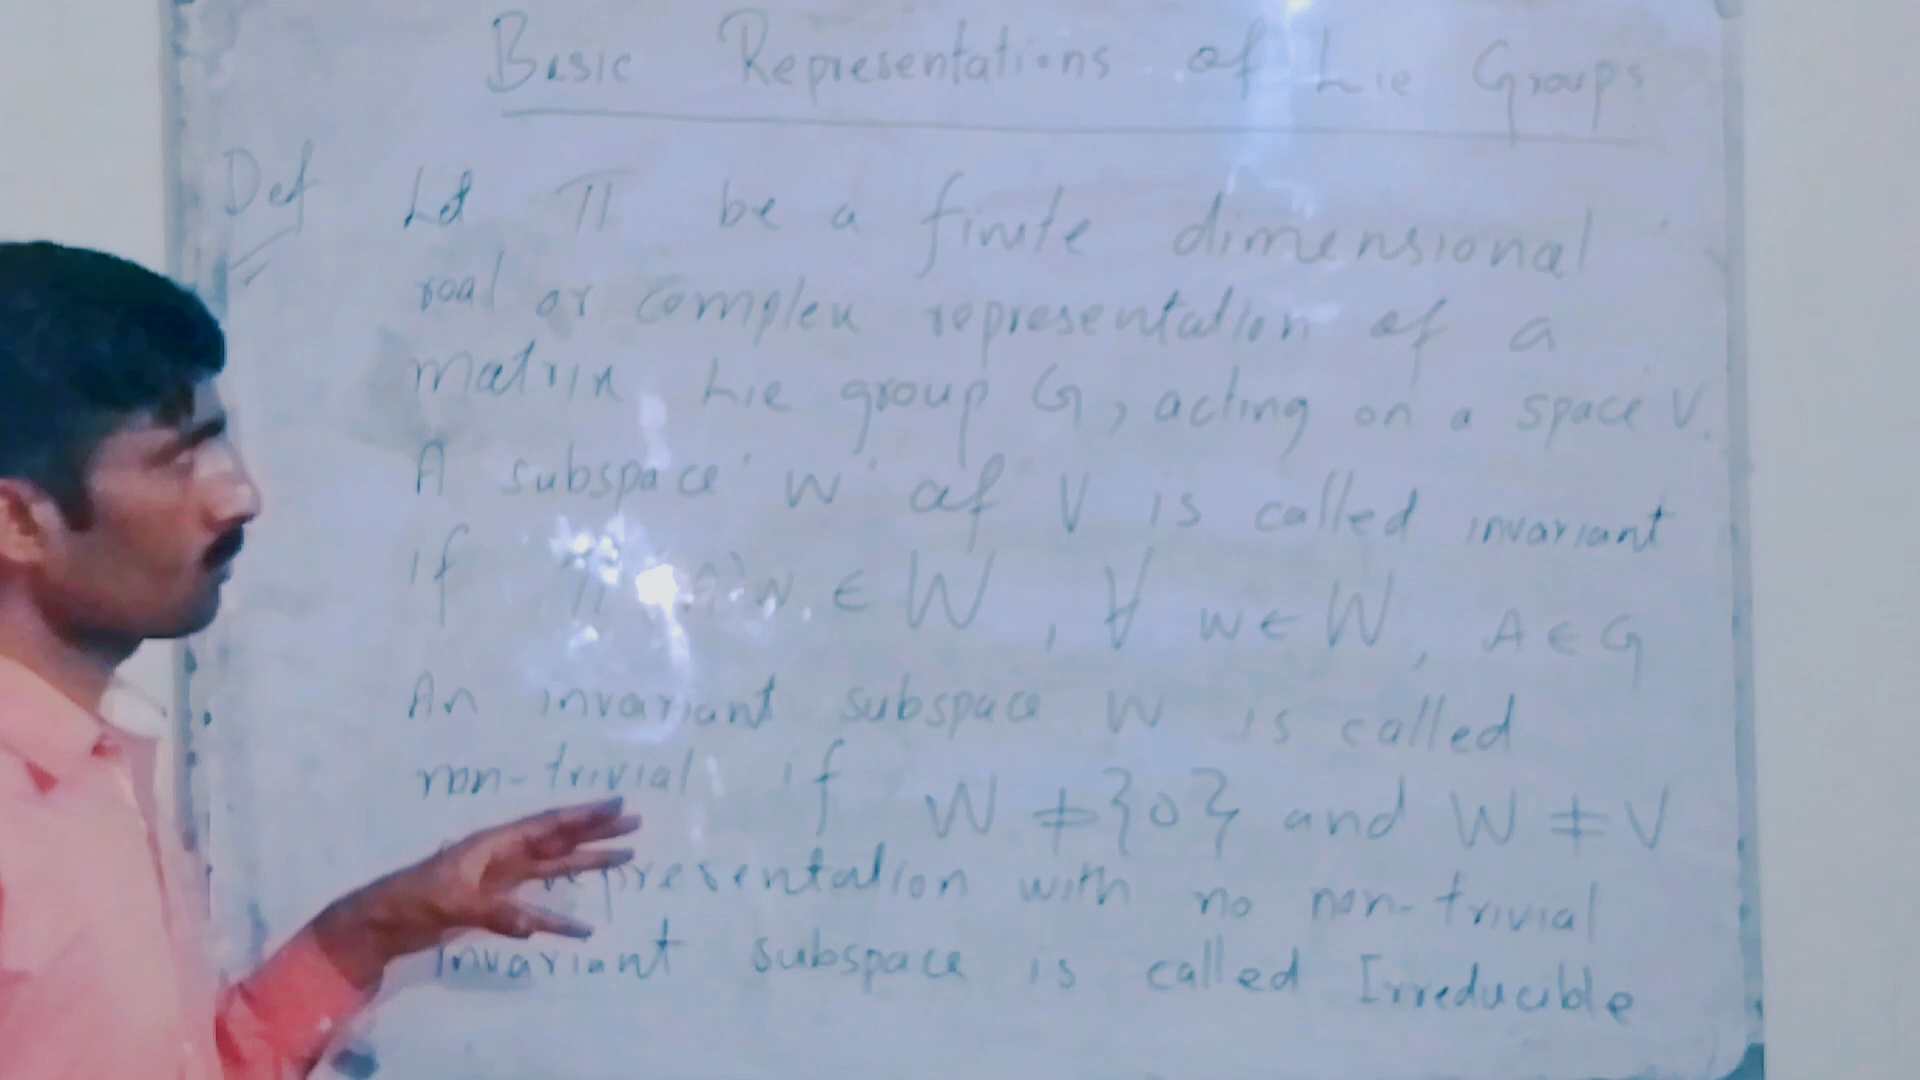 Basic Representations of Lie Groups
Def Let Π be a finite dimensional
real or complex representation of a
matrix Lie group G, acting on a space V.
A subspace 'W' of V is called invariant
if Π w ∈ W, ∀ w ∈ W, A ∈ G
An invariant subspace W is called
non-trivial if W ≠ {0} and W ≠ V
representation with no non-trivial
invariant subspace is called Irreducible